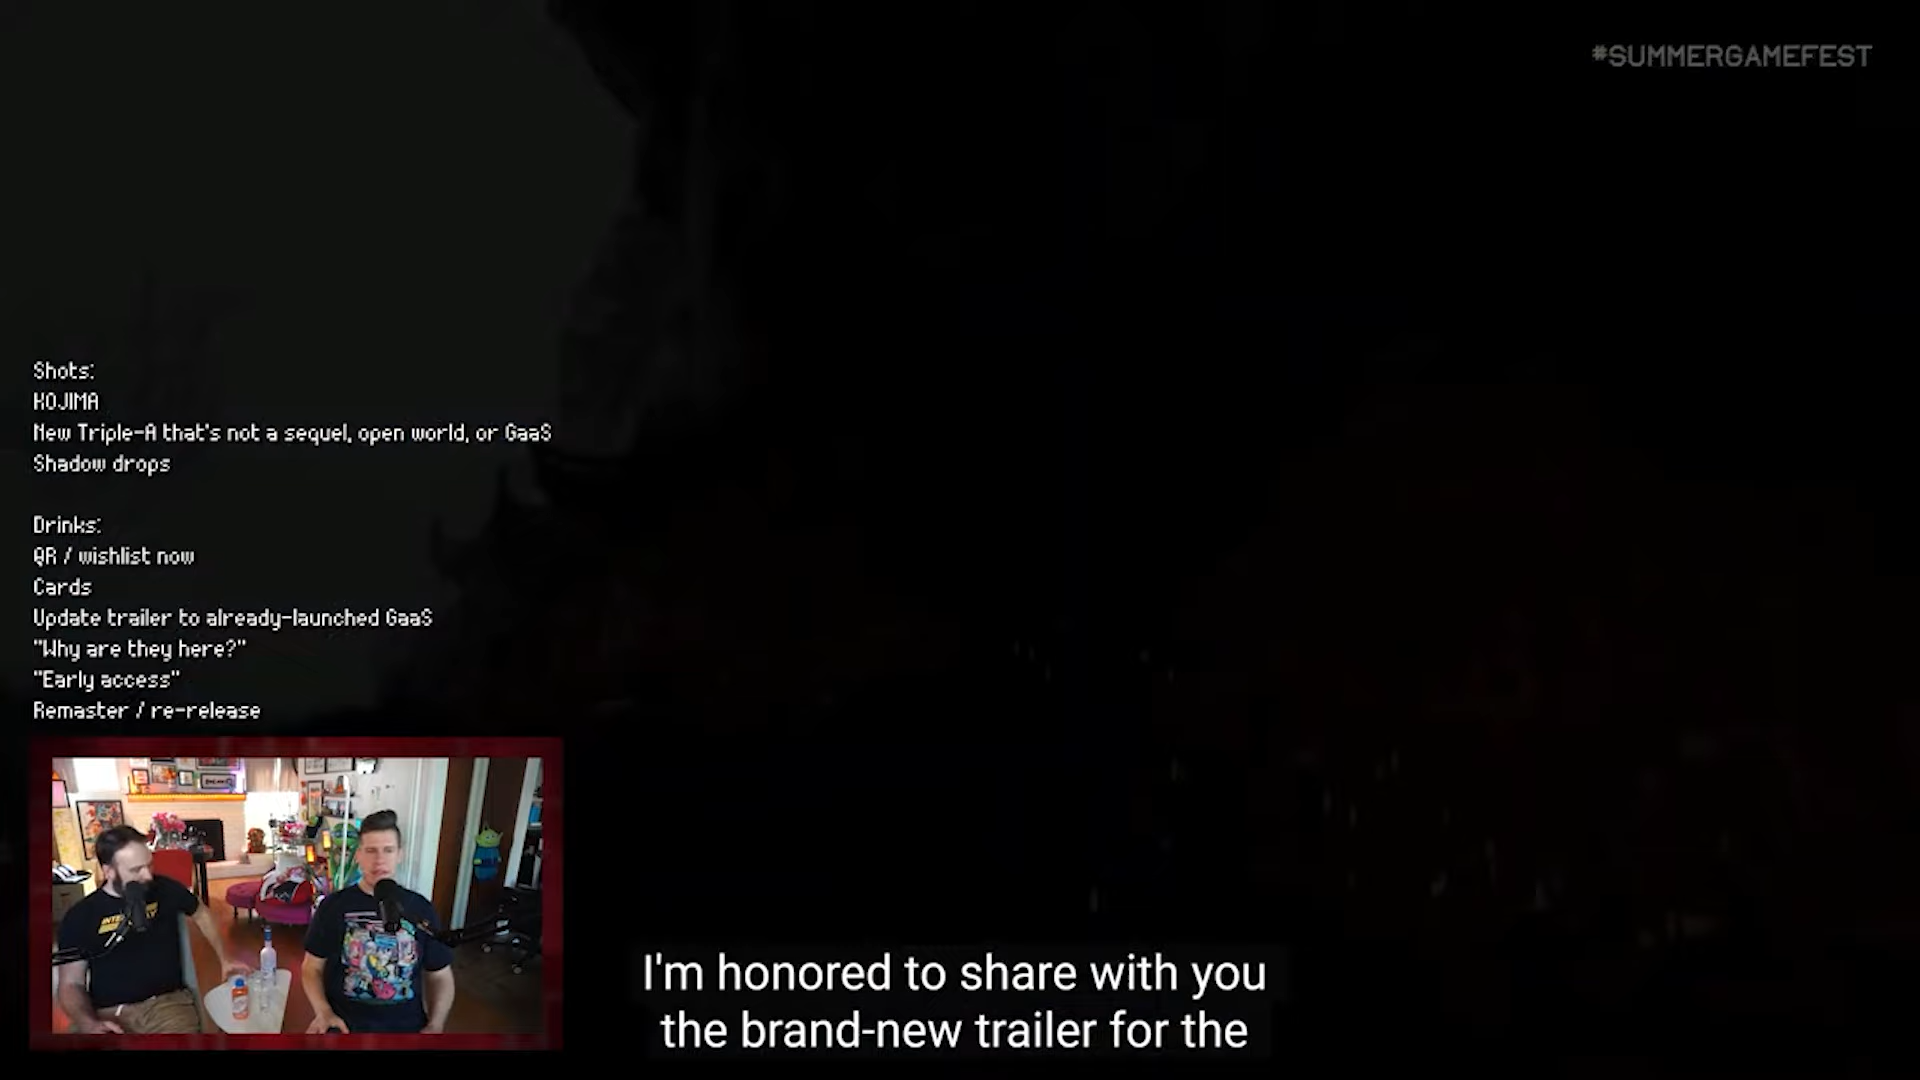 #SUMMERGAMEFEST
Shots:
KOJIMA
New Triple-A that's not a sequel, open world, or GaaS
Shadow drops
Drinks:
QR / wishlist now
Cards
Update trailer to already-launched GaaS
"Why are they here?"
"Early access"
Remaster / re-release
I'm honored to share with you
the brand-new trailer for the